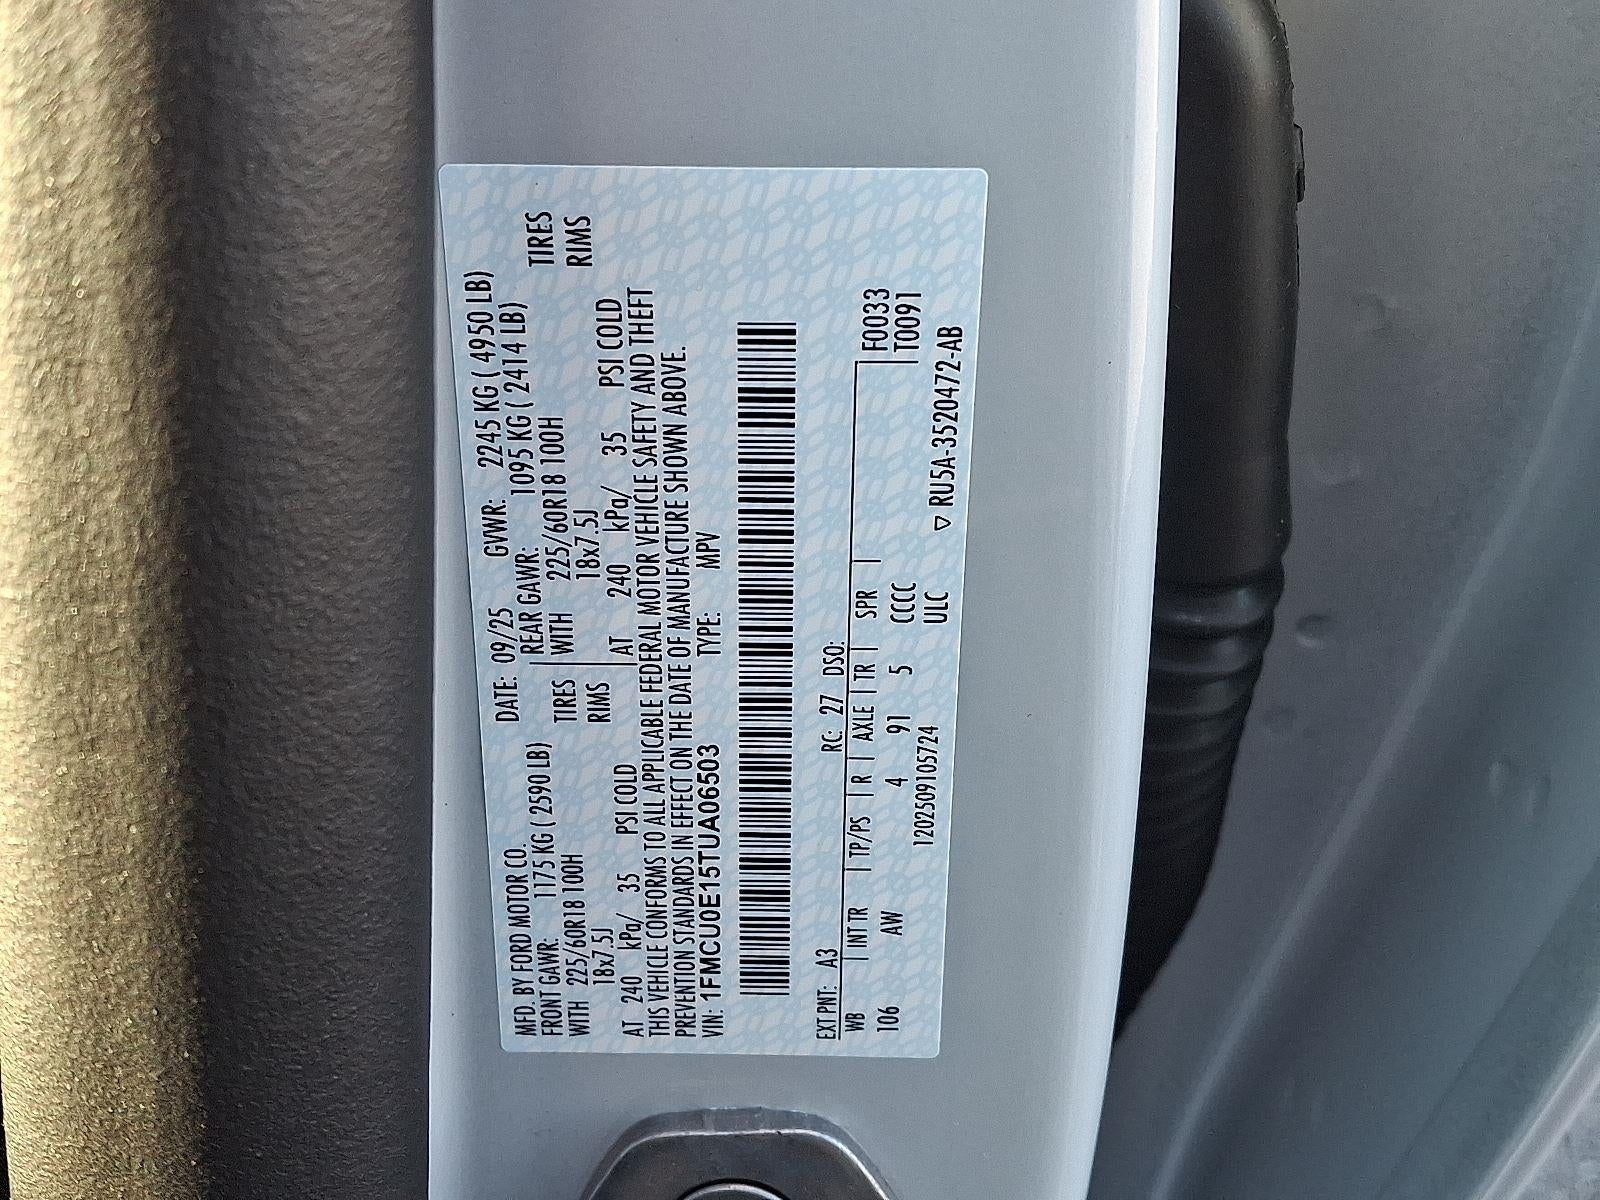 MFD. BY FORD MOTOR CO. DATE: 09/25 GVWR: 2245 KG ( 4950 LB)
FRONT GAWR: 1175 KG ( 2590 LB) REAR GAWR: 1095 KG ( 2414 LB)
WITH 225/60R18 100H TIRES WITH 225/60R18 100H TIRES
18x7.5J RIMS 18x7.5J RIMS
AT 240 kPa/ 35 PSI COLD AT 240 kPa/ 35 PSI COLD
THIS VEHICLE CONFORMS TO ALL APPLICABLE FEDERAL MOTOR VEHICLE SAFETY AND THEFT
PREVENTION STANDARDS IN EFFECT ON THE DATE OF MANUFACTURE SHOWN ABOVE.
VIN: 1FMCU0E15TUA06503 TYPE: MPV
EXT PNT: A3 RC: 27 DSO:
WB | INT TR | TP/PS | R | AXLE | TR | SPR | F0033
106 AW 4 91 5 CCCC T0091
1202509105724 ULC ▽ RU5A-3520472-AB